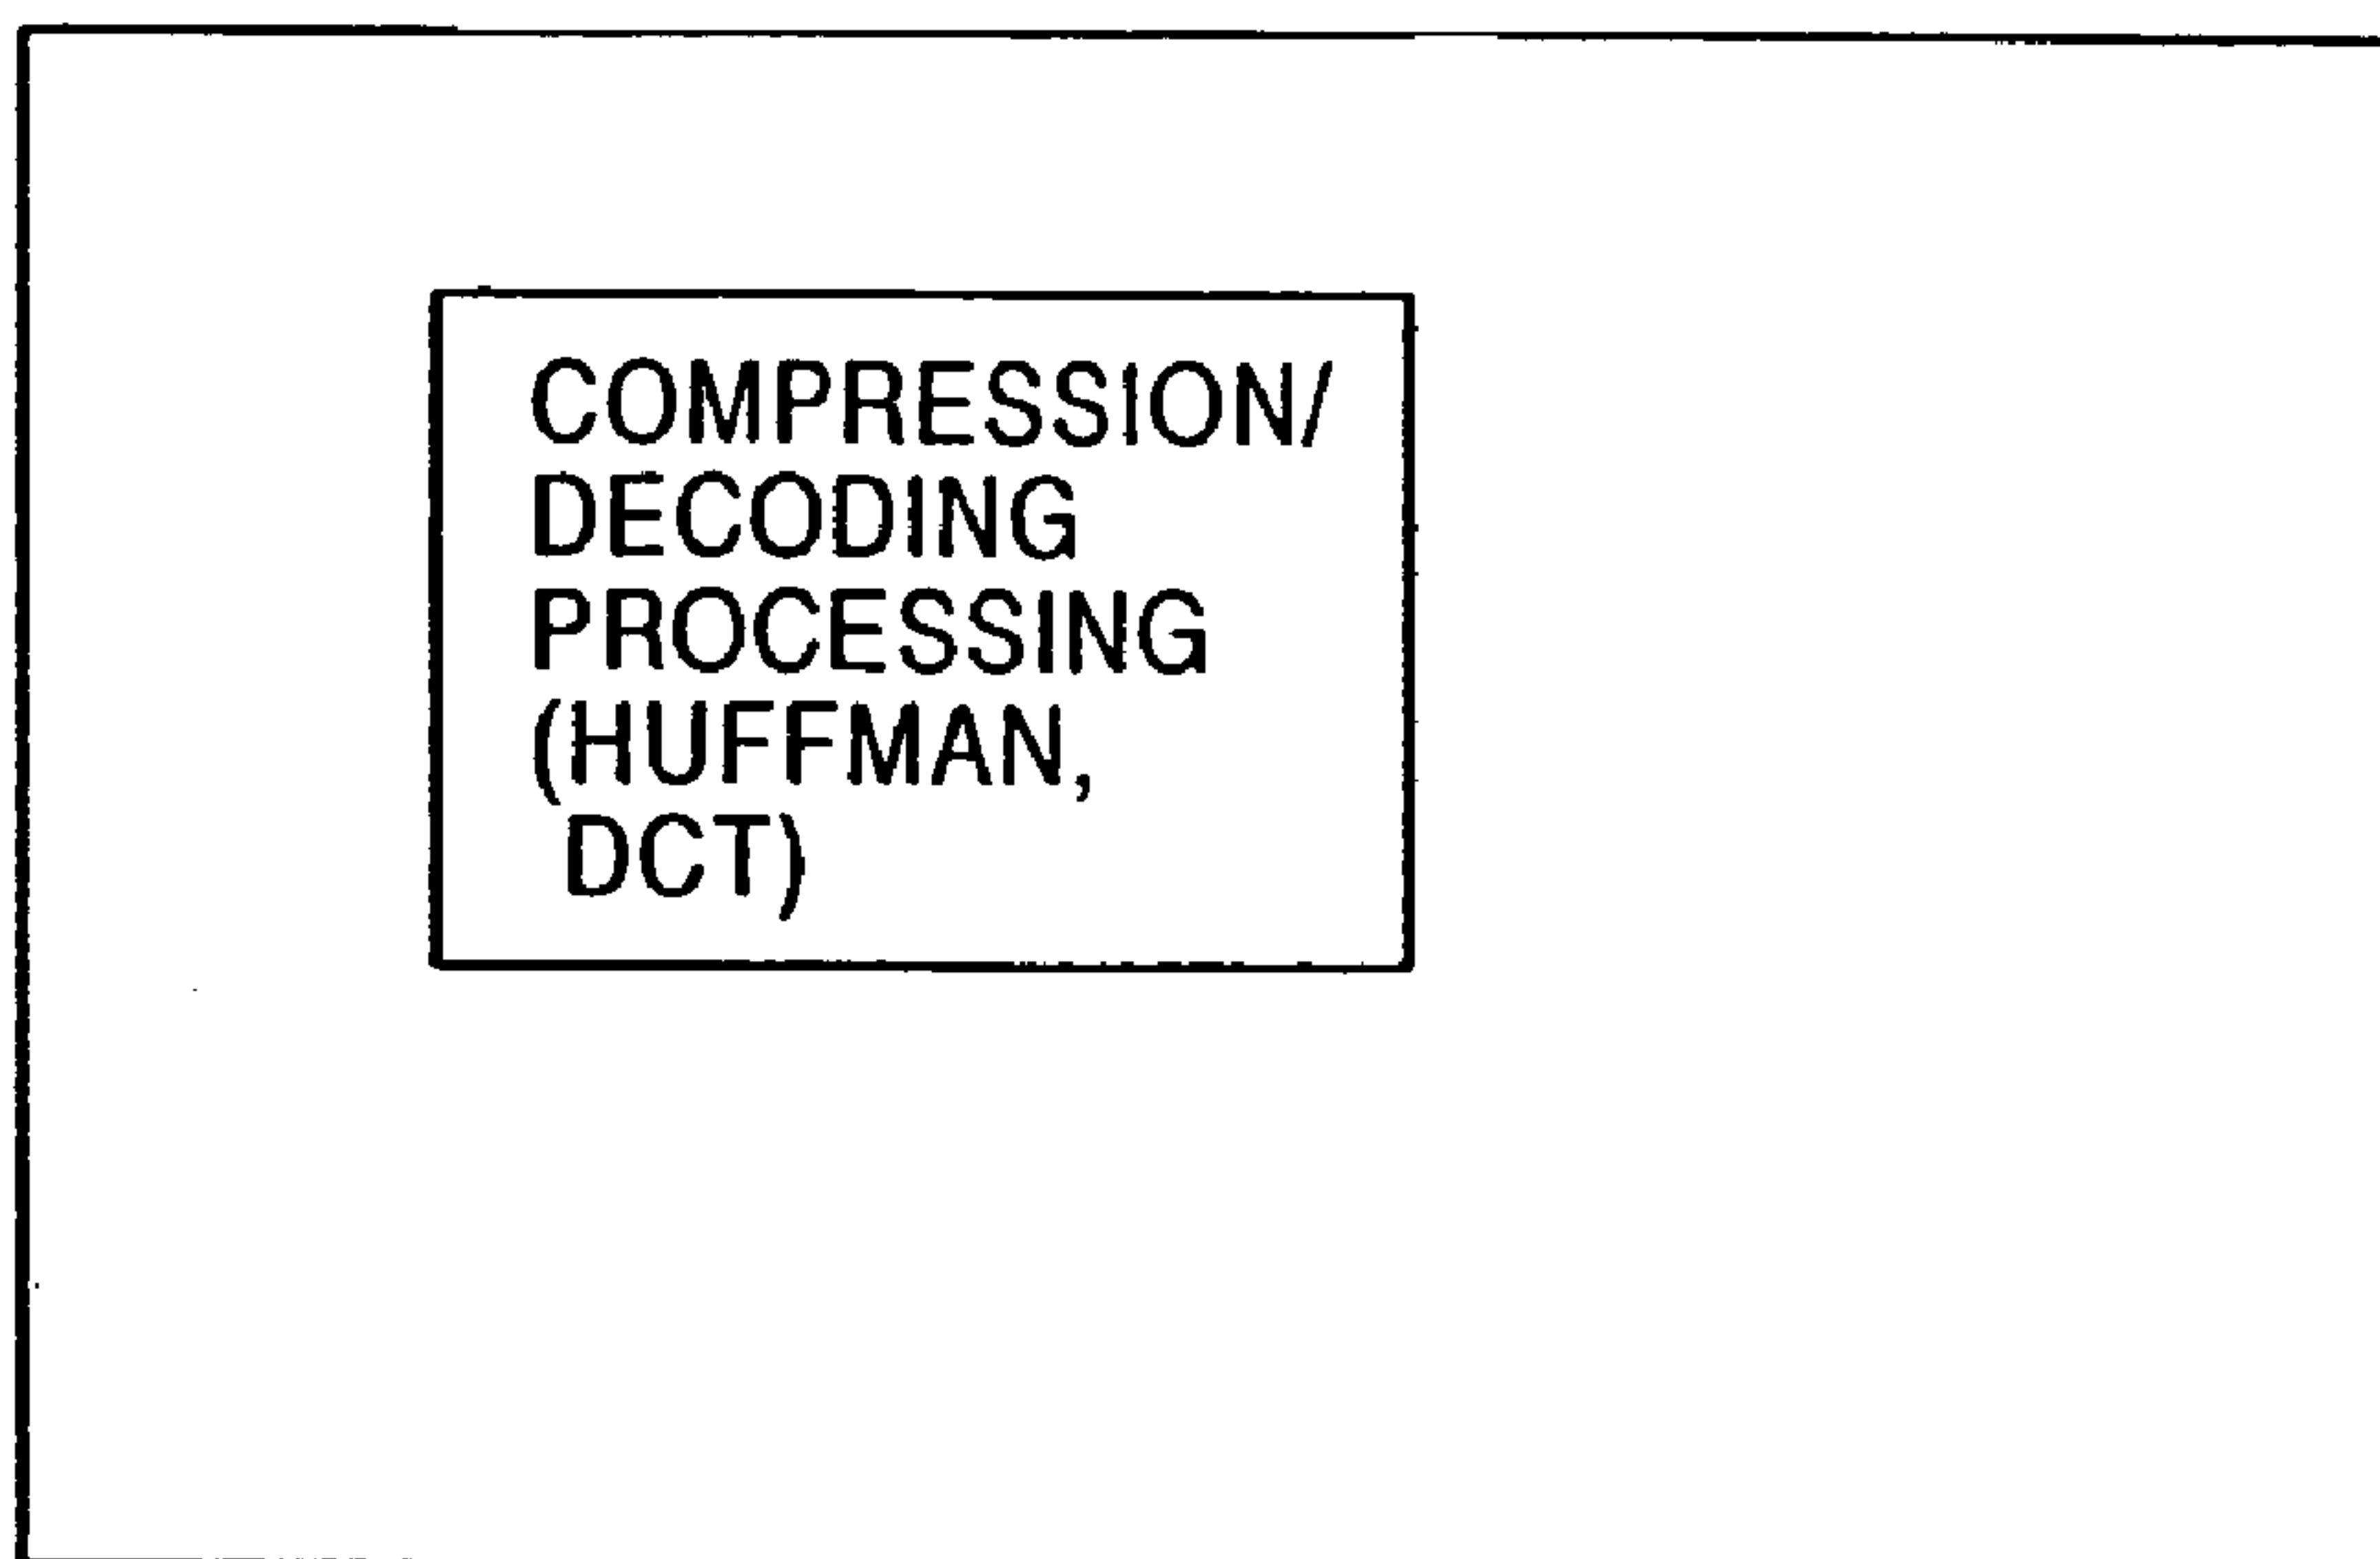 COMPRESSION/
DECODING
PROCESSING
(HUFFMAN,
DCT)